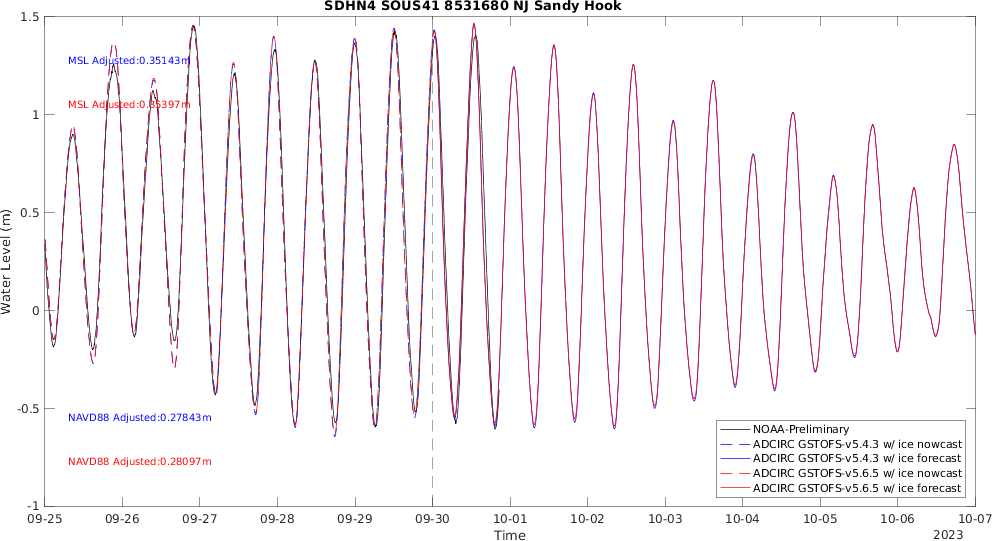 SDHN4 SOUS41 8531680 NJ Sandy Hook
1.5
1
0.5
0
-0.5
-1
Water Level (m)
MSL Adjusted:0.35143m
MSL Adjusted:0.35397m
NAVD88 Adjusted:0.27843m
NAVD88 Adjusted:0.28097m
NOAA-Preliminary
ADCIRC GSTOFS-v5.4.3 w/ ice nowcast
ADCIRC GSTOFS-v5.4.3 w/ ice forecast
ADCIRC GSTOFS-v5.6.5 w/ ice nowcast
ADCIRC GSTOFS-v5.6.5 w/ ice forecast
09-25 09-26 09-27 09-28 09-29 09-30 10-01 10-02 10-03 10-04 10-05 10-06 10-07
Time
2023